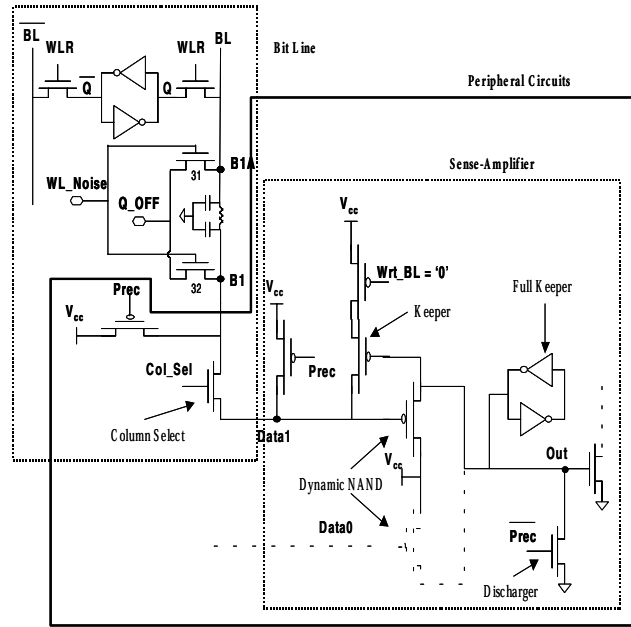 BL
WLR
WLR
BL
Bit Line
Q
Q
Peripheral Circuits
B1A
Sense-Amplifier
31
WL_Noise
Q_OFF
Vcc
Wrt_BL = '0'
B1
32
Prec
Vcc
Vcc
Full Keeper
Keeper
Col_Sel
Prec
Column Select
Data1
Out
Vcc
Dynamic NAND
Data0
Prec
Discharger